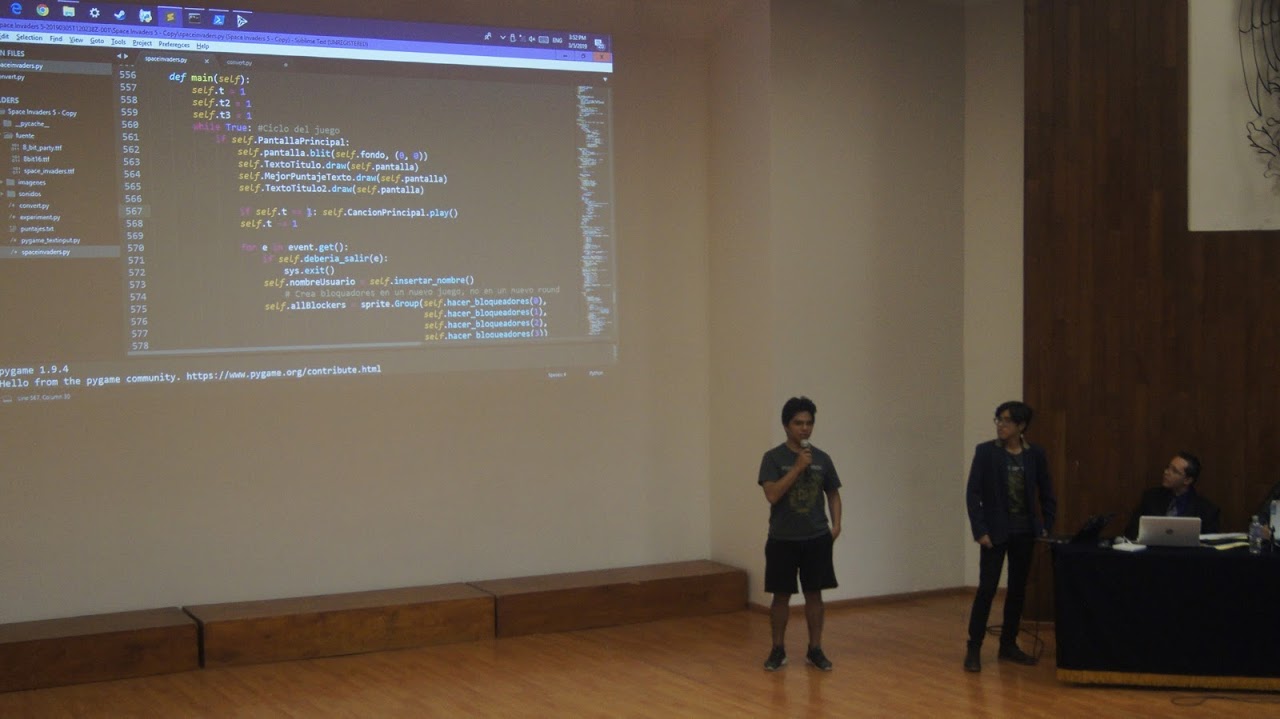 Space Invaders 5 - Copy\spaceinvaders.py (Space Invaders 5 - Copy) - Sublime Text (UNREGISTERED)
3:12 PM
ENG
3/5/2019
Edit Selection Find View Goto Tools Project Preferences Help
spaceinvaders.py
convert.py
EN FILES
spaceinvaders.py
nvert.py
DERS
Space Invaders 5 - Copy
__pycache__
fuente
8_bit_party.ttf
8bit16.ttf
space_invaders.ttf
imagenes
sonidos
convert.py
experiment.py
puntajes.txt
pygame_textinput.py
spaceinvaders.py
556 def main(self):
557 self.t = 1
558 self.t2 = 1
559 self.t3 = 1
560 while True: #Ciclo del juego
561 if self.PantallaPrincipal:
562 self.pantalla.blit(self.fondo, (0, 0))
563 self.TextoTitulo.draw(self.pantalla)
564 self.MejorPuntajeTexto.draw(self.pantalla)
565 self.TextoTitulo2.draw(self.pantalla)
566
567 if self.t == 1: self.CancionPrincipal.play()
568 self.t -= 1
569
570 for e in event.get():
571 if self.deberia_salir(e):
572 sys.exit()
573 self.nombreUsuario = self.insertar_nombre()
574 # Crea bloquadores en un nuevo juego, no en un nuevo round
575 self.allBlockers = sprite.Group(self.hacer_bloqueadores(0),
576 self.hacer_bloqueadores(1),
577 self.hacer_bloqueadores(2),
578 self.hacer_bloqueadores(3))
pygame 1.9.4
Hello from the pygame community. https://www.pygame.org/contribute.html
Line 567, Column 30
Python